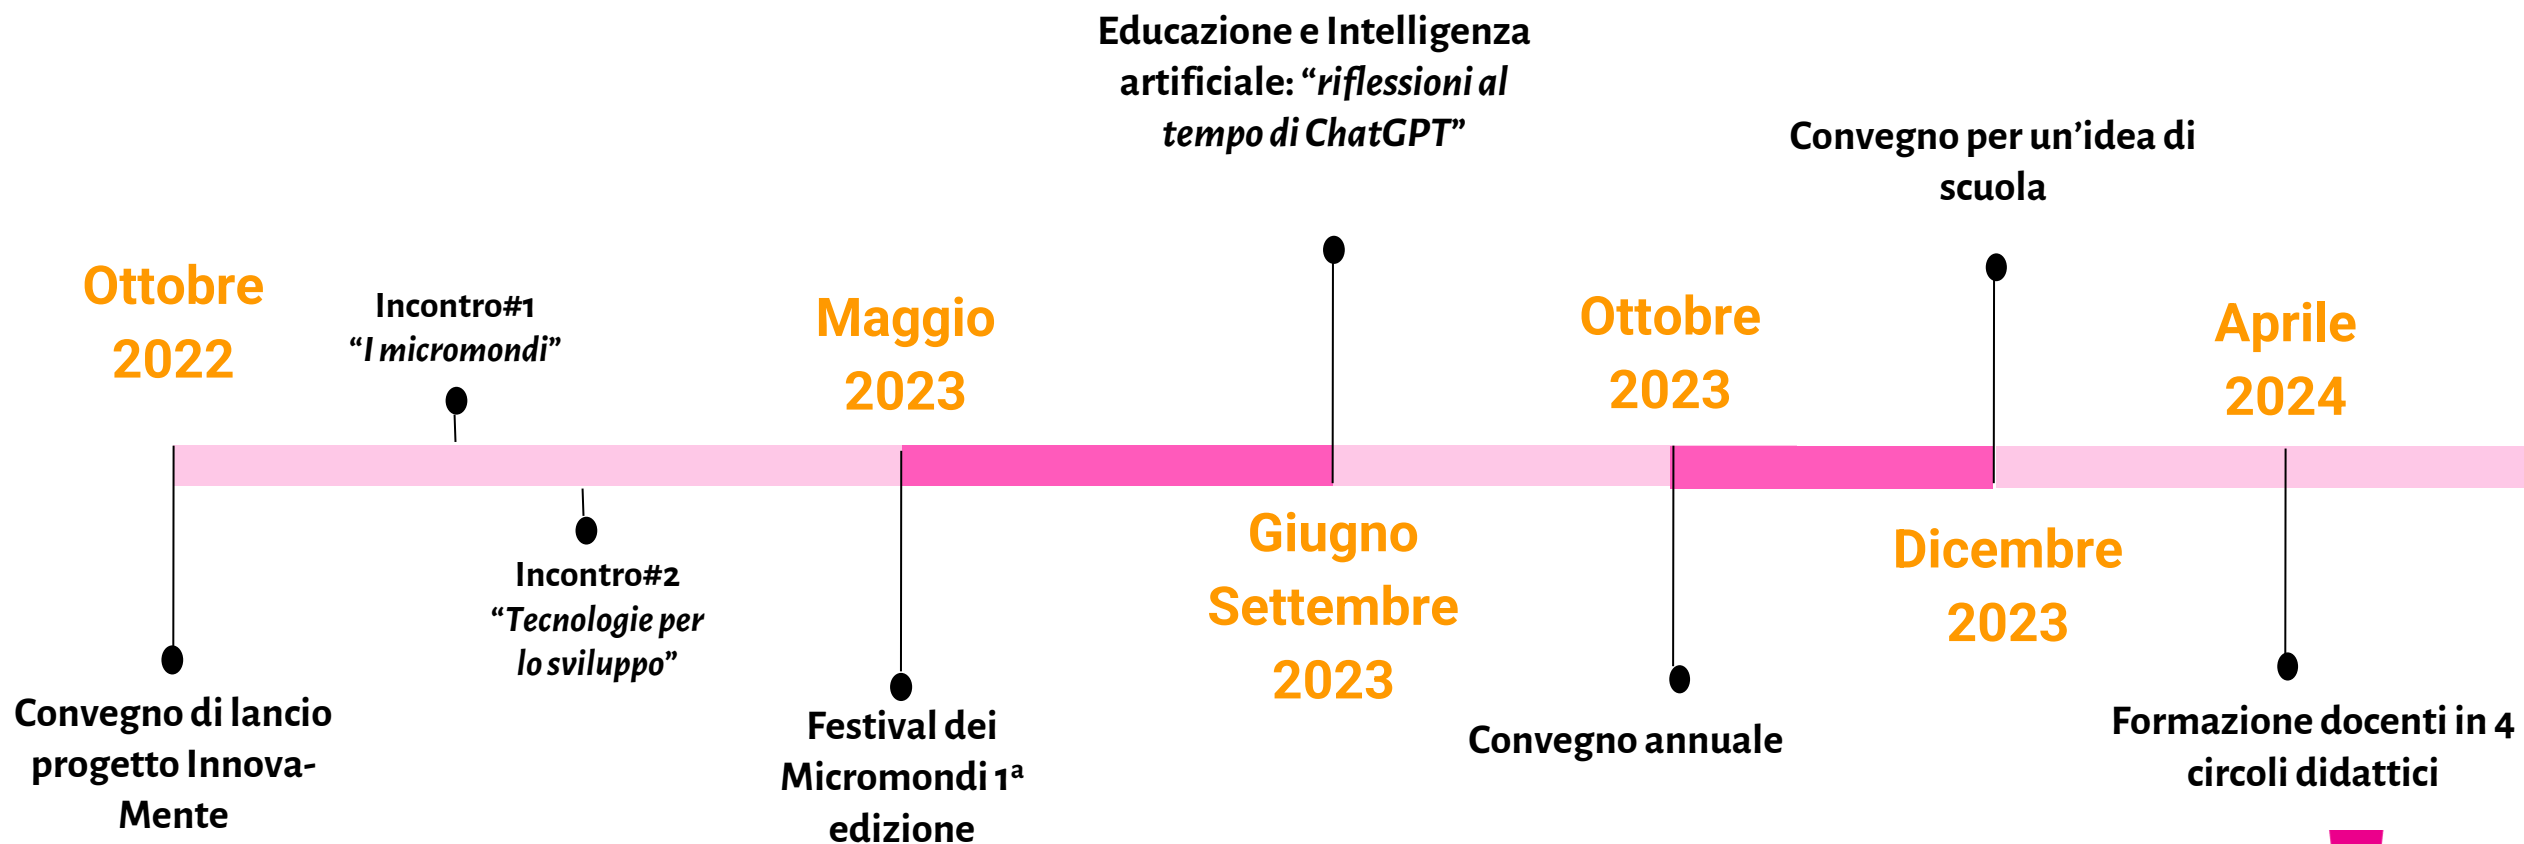 Ottobre
2022
Convegno di lancio
progetto Innova-
Mente
Incontro#1
“I micromondi”
Incontro#2
“Tecnologie per
lo sviluppo”
Maggio
2023
Festival dei
Micromondi 1ª
edizione
Educazione e Intelligenza
artificiale: “riflessioni al
tempo di ChatGPT”
Giugno
Settembre
2023
Ottobre
2023
Convegno annuale
Convegno per un’idea di
scuola
Dicembre
2023
Aprile
2024
Formazione docenti in 4
circoli didattici